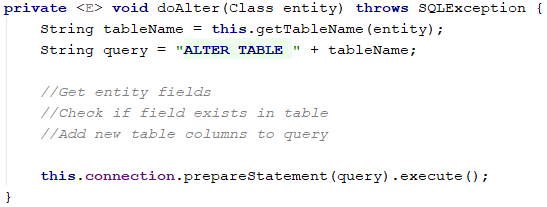 private <E> void doAlter(Class entity) throws SQLException {
    String tableName = this.getTableName(entity);
    String query = "ALTER TABLE " + tableName;

    //Get entity fields
    //Check if field exists in table
    //Add new table columns to query

    this.connection.prepareStatement(query).execute();
}